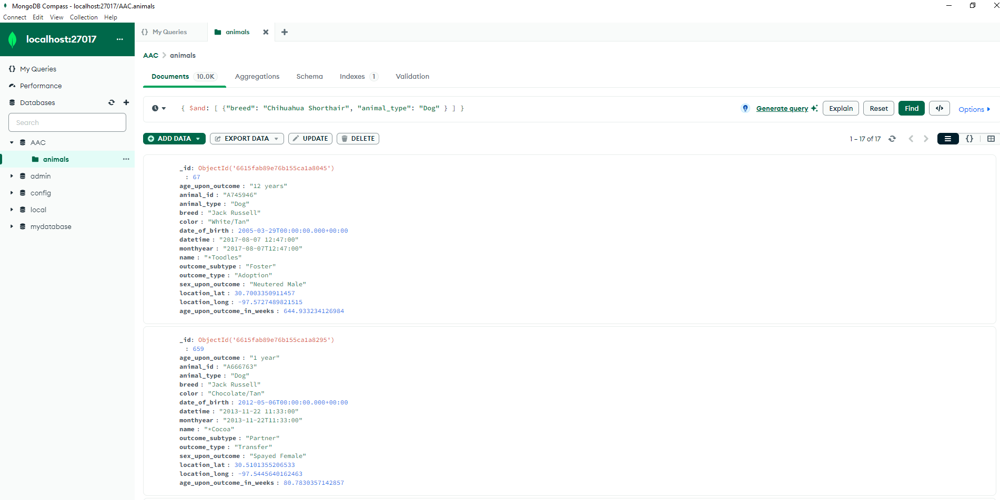 MongoDB Compass - localhost:27017/AAC.animals
Connect Edit View Collection Help
localhost:27017 ···
My Queries
Performance
Databases
Search
AAC
animals ···
admin
config
local
mydatabase
{} My Queries
animals
AAC > animals
Documents 10.0K Aggregations Schema Indexes 1 Validation
{ $and: [ {"breed": "Chihuahua Shorthair", "animal_type": "Dog" } ] }
Generate query Explain Reset Find </> Options
ADD DATA EXPORT DATA UPDATE DELETE
1 – 17 of 17 {}
_id: ObjectId('6615fab89e76b155ca1a8045')
: 67
age_upon_outcome : "12 years"
animal_id : "A745946"
animal_type : "Dog"
breed : "Jack Russell"
color : "White/Tan"
date_of_birth : 2005-03-29T00:00:00.000+00:00
datetime : "2017-08-07 12:47:00"
monthyear : "2017-08-07T12:47:00"
name : "*Toodles"
outcome_subtype : "Foster"
outcome_type : "Adoption"
sex_upon_outcome : "Neutered Male"
location_lat : 30.7003350911457
location_long : -97.5727489821515
age_upon_outcome_in_weeks : 644.933234126984
_id: ObjectId('6615fab89e76b155ca1a8295')
: 659
age_upon_outcome : "1 year"
animal_id : "A666763"
animal_type : "Dog"
breed : "Jack Russell"
color : "Chocolate/Tan"
date_of_birth : 2012-05-06T00:00:00.000+00:00
datetime : "2013-11-22 11:33:00"
monthyear : "2013-11-22T11:33:00"
name : "*Cocoa"
outcome_subtype : "Partner"
outcome_type : "Transfer"
sex_upon_outcome : "Spayed Female"
location_lat : 30.5101355206533
location_long : -97.5445640162463
age_upon_outcome_in_weeks : 80.7830357142857